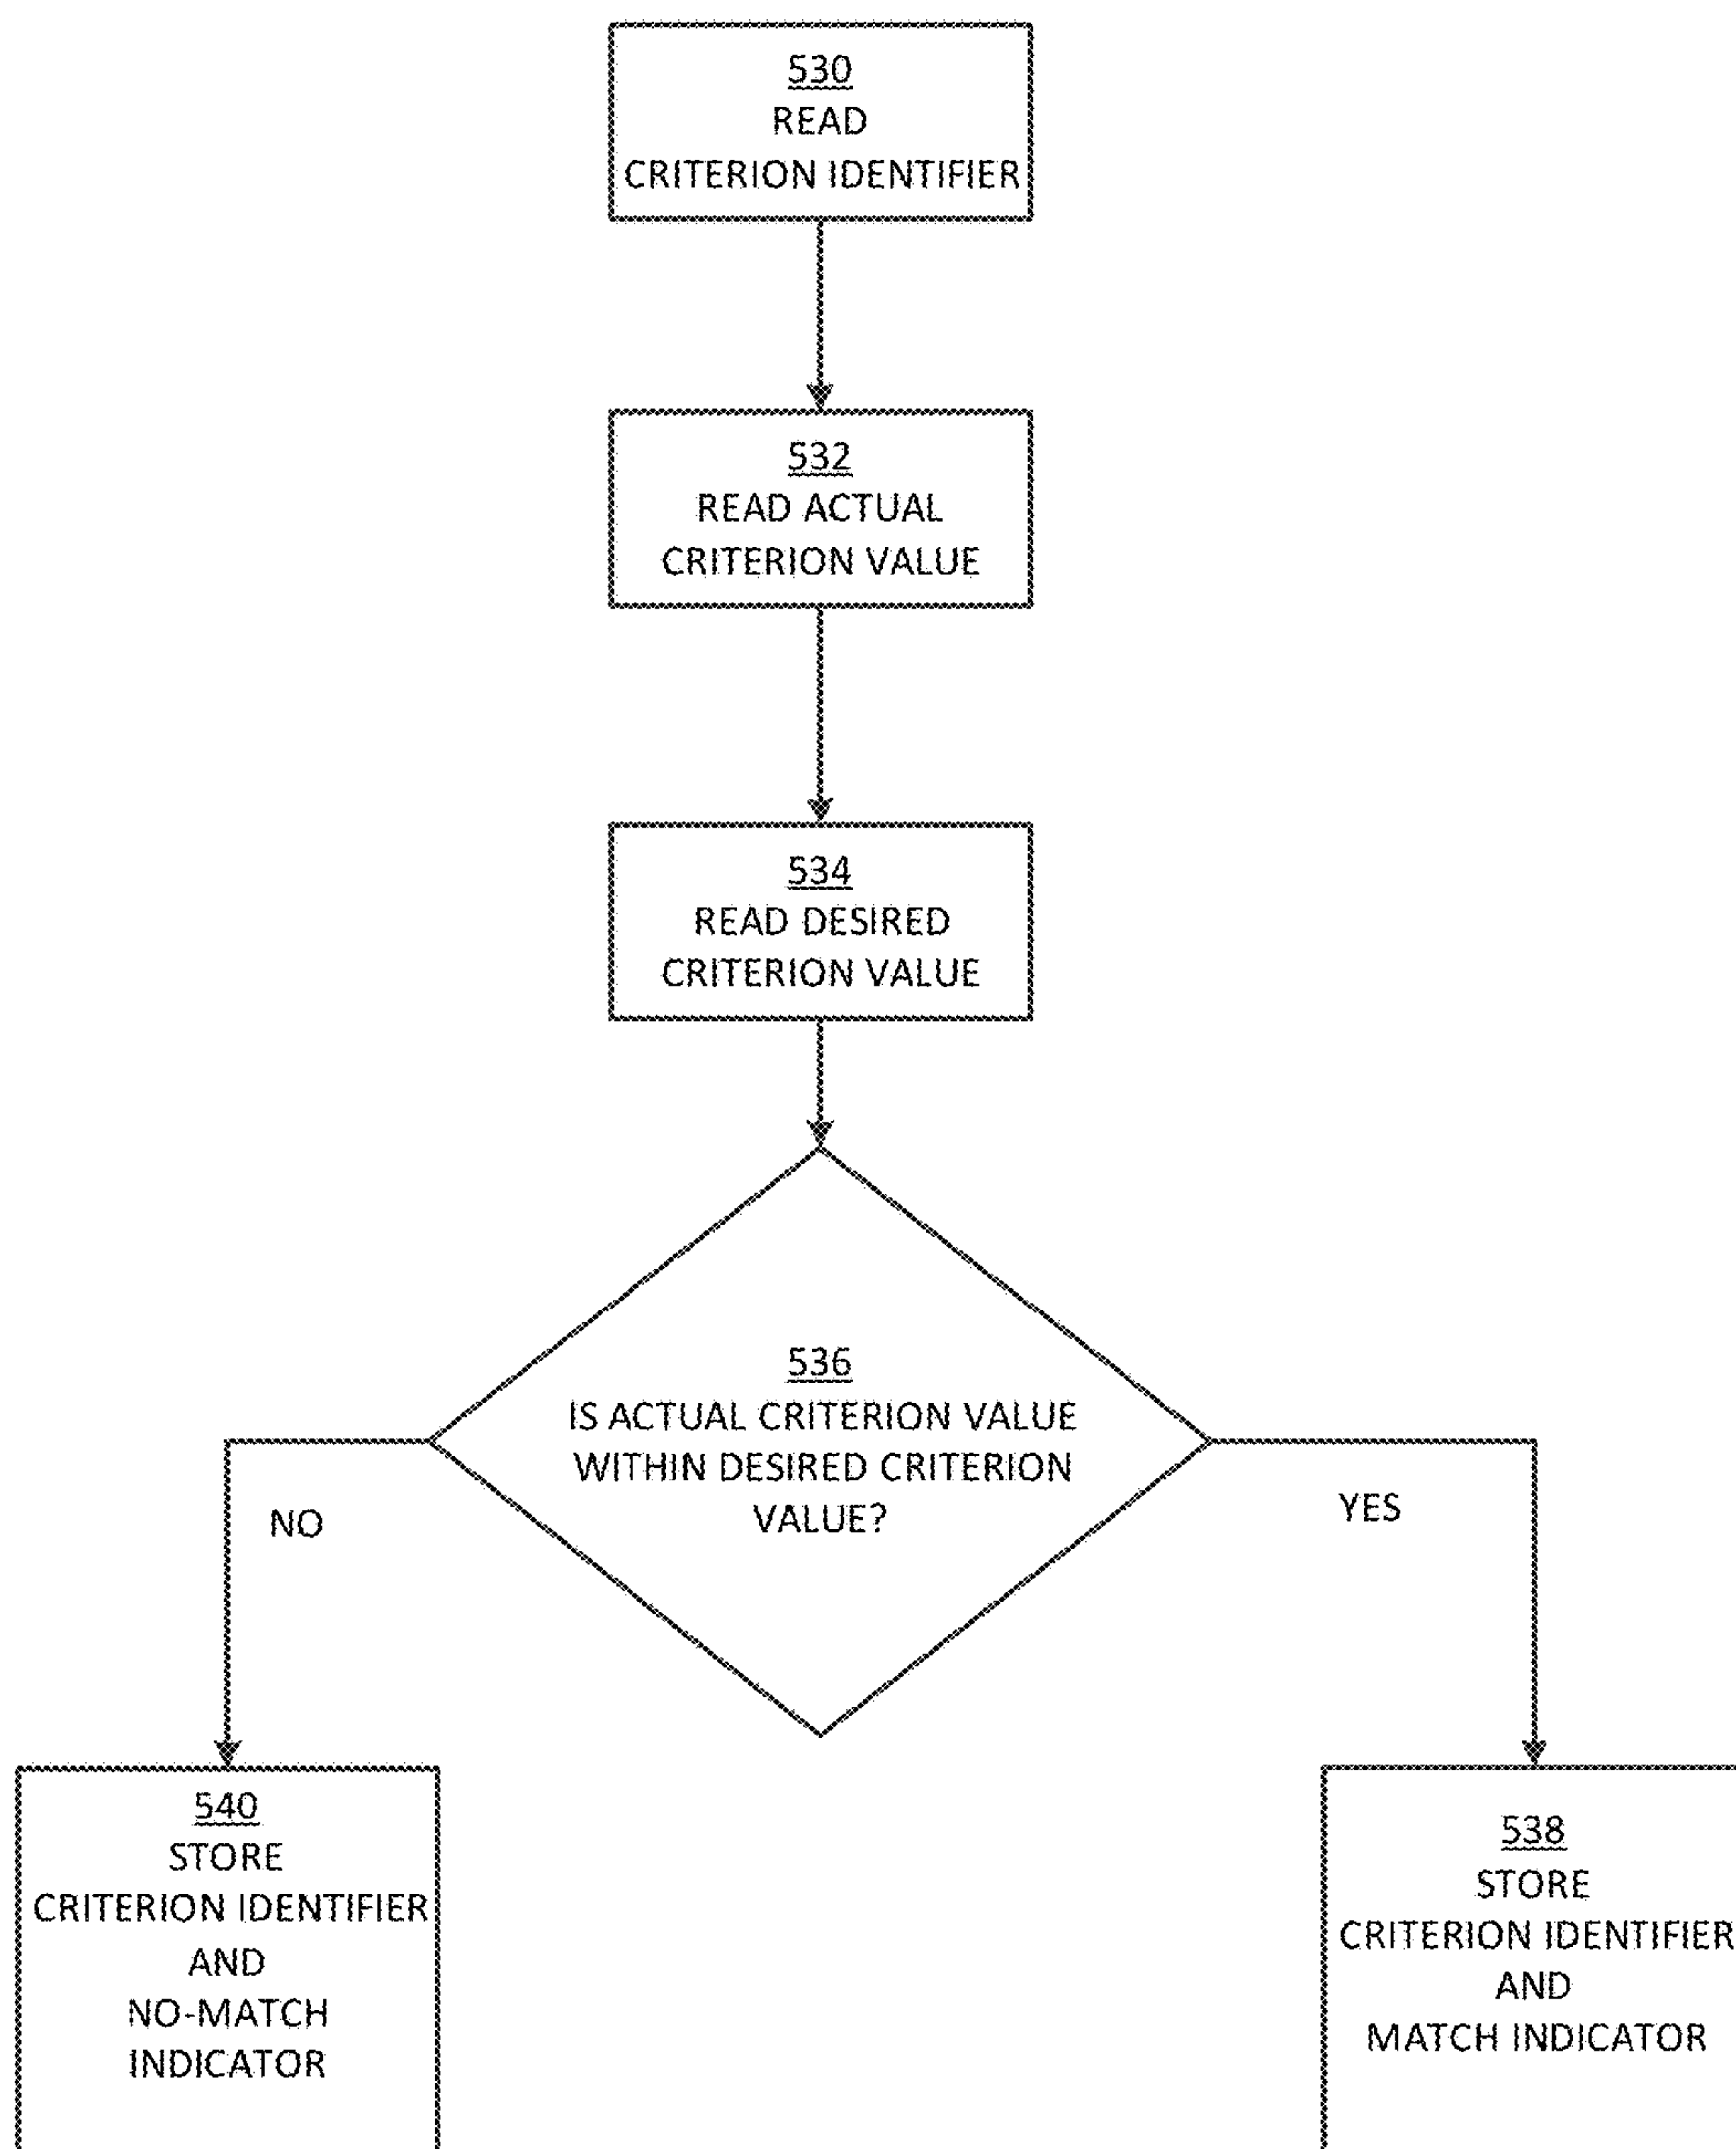 530
READ
CRITERION IDENTIFIER
532
READ ACTUAL
CRITERION VALUE
534
READ DESIRED
CRITERION VALUE
536
IS ACTUAL CRITERION VALUE
WITHIN DESIRED CRITERION
VALUE?
NO
YES
540
STORE
CRITERION IDENTIFIER
AND
NO-MATCH
INDICATOR
538
STORE
CRITERION IDENTIFIER
AND
MATCH INDICATOR